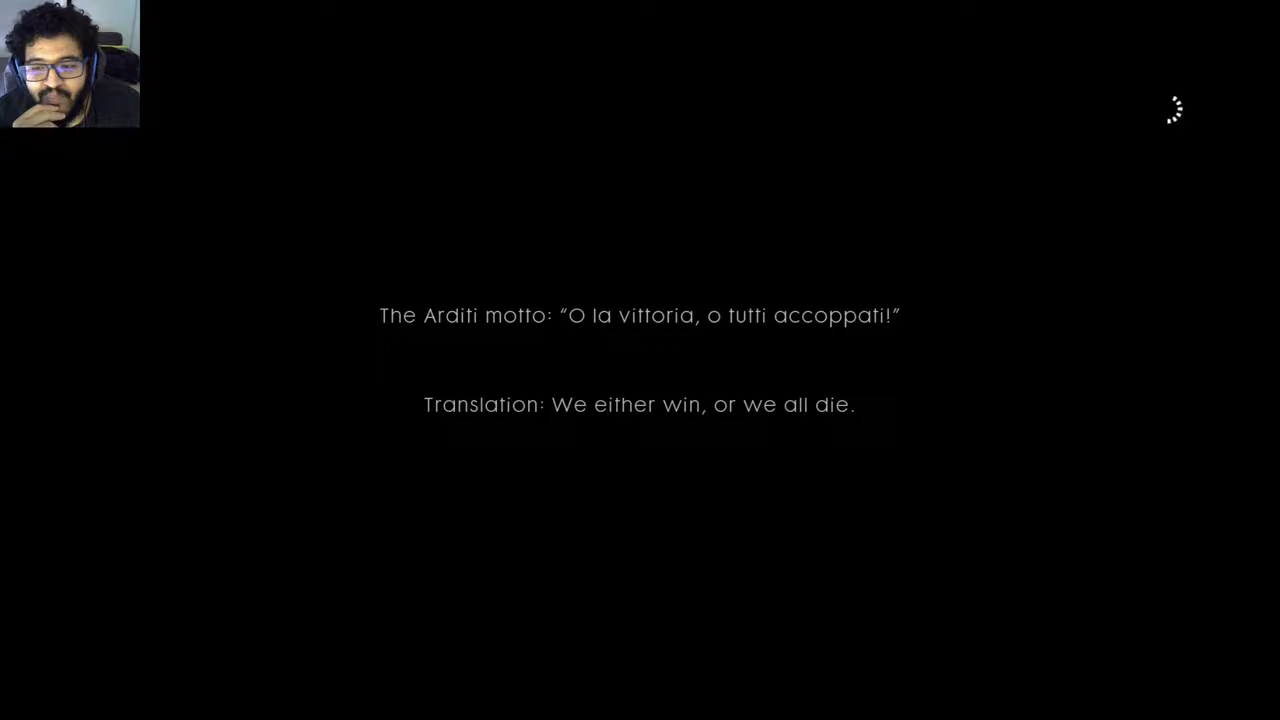 The Arditi motto: “O la vittoria, o tutti accoppati!”
Translation: We either win, or we all die.